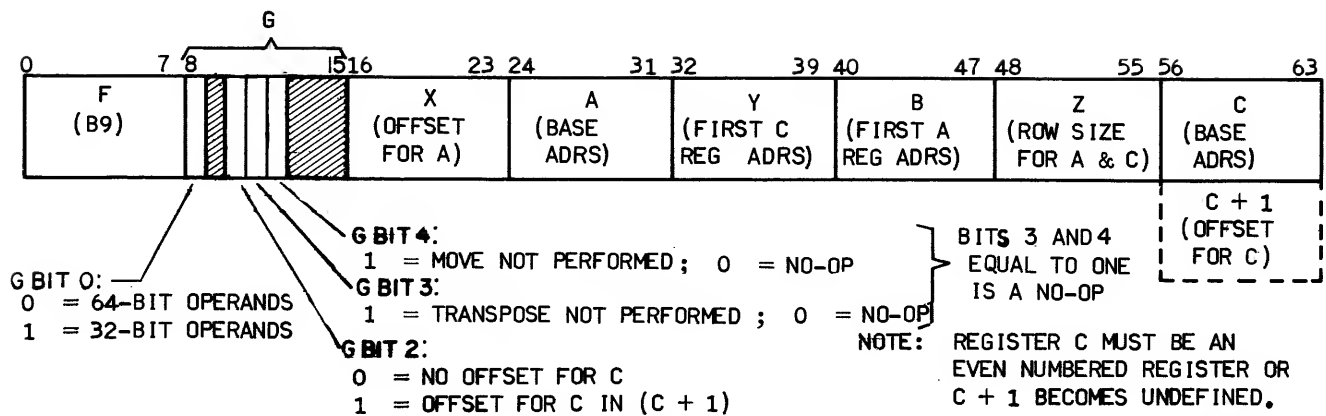 G
0 7 8 15 16 23 24 31 32 39 40 47 48 55 56 63
F
(B9)
X
(OFFSET
FOR A)
A
(BASE
ADRS)
Y
(FIRST C
REG ADRS)
B
(FIRST A
REG ADRS)
Z
(ROW SIZE
FOR A & C)
C
(BASE
ADRS)
C + 1
(OFFSET
FOR C)
G BIT 4:
1 = MOVE NOT PERFORMED; 0 = NO-OP
G BIT 3:
1 = TRANSPOSE NOT PERFORMED ; 0 = NO-OP
BITS 3 AND 4
EQUAL TO ONE
IS A NO-OP
G BIT 0:
0 = 64-BIT OPERANDS
1 = 32-BIT OPERANDS
G BIT 2:
0 = NO OFFSET FOR C
1 = OFFSET FOR C IN (C + 1)
NOTE: REGISTER C MUST BE AN
EVEN NUMBERED REGISTER OR
C + 1 BECOMES UNDEFINED.